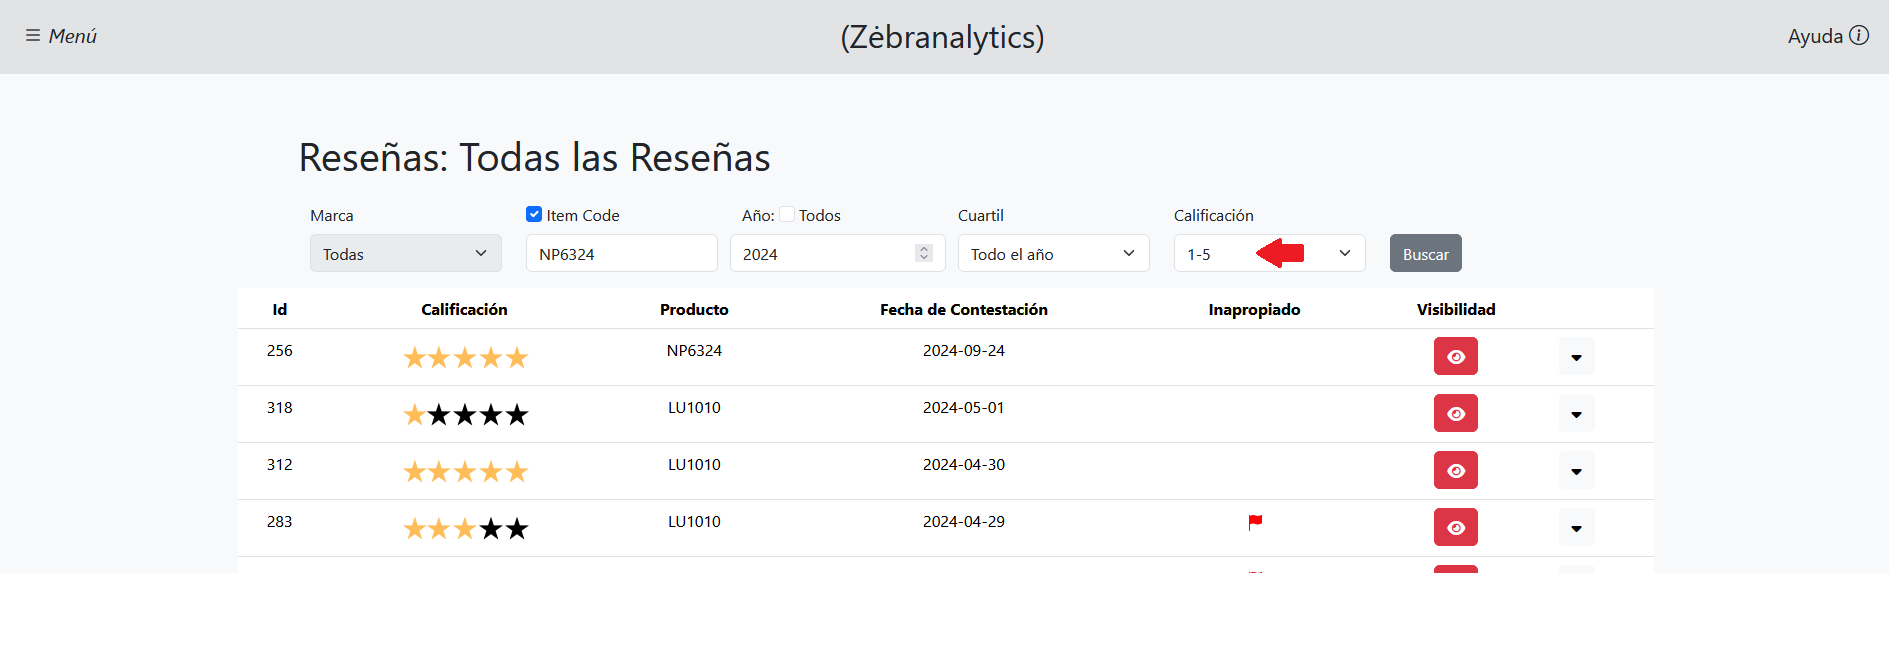 Menú
(Zėbranalytics)
Ayuda
Reseñas: Todas las Reseñas
Marca Item Code Año: Todos Cuartil Calificación
Todas NP6324 2024 Todo el año 1-5 Buscar
Id Calificación Producto Fecha de Contestación Inapropiado Visibilidad
256 NP6324 2024-09-24
318 LU1010 2024-05-01
312 LU1010 2024-04-30
283 LU1010 2024-04-29